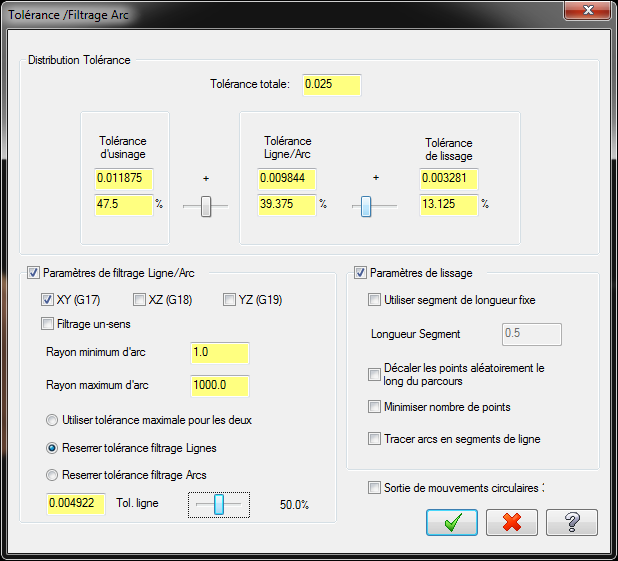 Tolérance /Filtrage Arc
Distribution Tolérance
Tolérance totale: 0.025
Tolérance d'usinage
0.011875
47.5 %
+
Tolérance Ligne/Arc
0.009844
39.375 %
+
Tolérance de lissage
0.003281
13.125 %
Paramètres de filtrage Ligne/Arc
XY (G17) XZ (G18) YZ (G19)
Filtrage un-sens
Rayon minimum d'arc 1.0
Rayon maximum d'arc 1000.0
Utiliser tolérance maximale pour les deux
Reserrer tolérance filtrage Lignes
Reserrer tolérance filtrage Arcs
0.004922 Tol. ligne 50.0%
Paramètres de lissage
Utiliser segment de longueur fixe
Longueur Segment 0.5
Décaler les points aléatoirement le
long du parcours
Minimiser nombre de points
Tracer arcs en segments de ligne
Sortie de mouvements circulaires